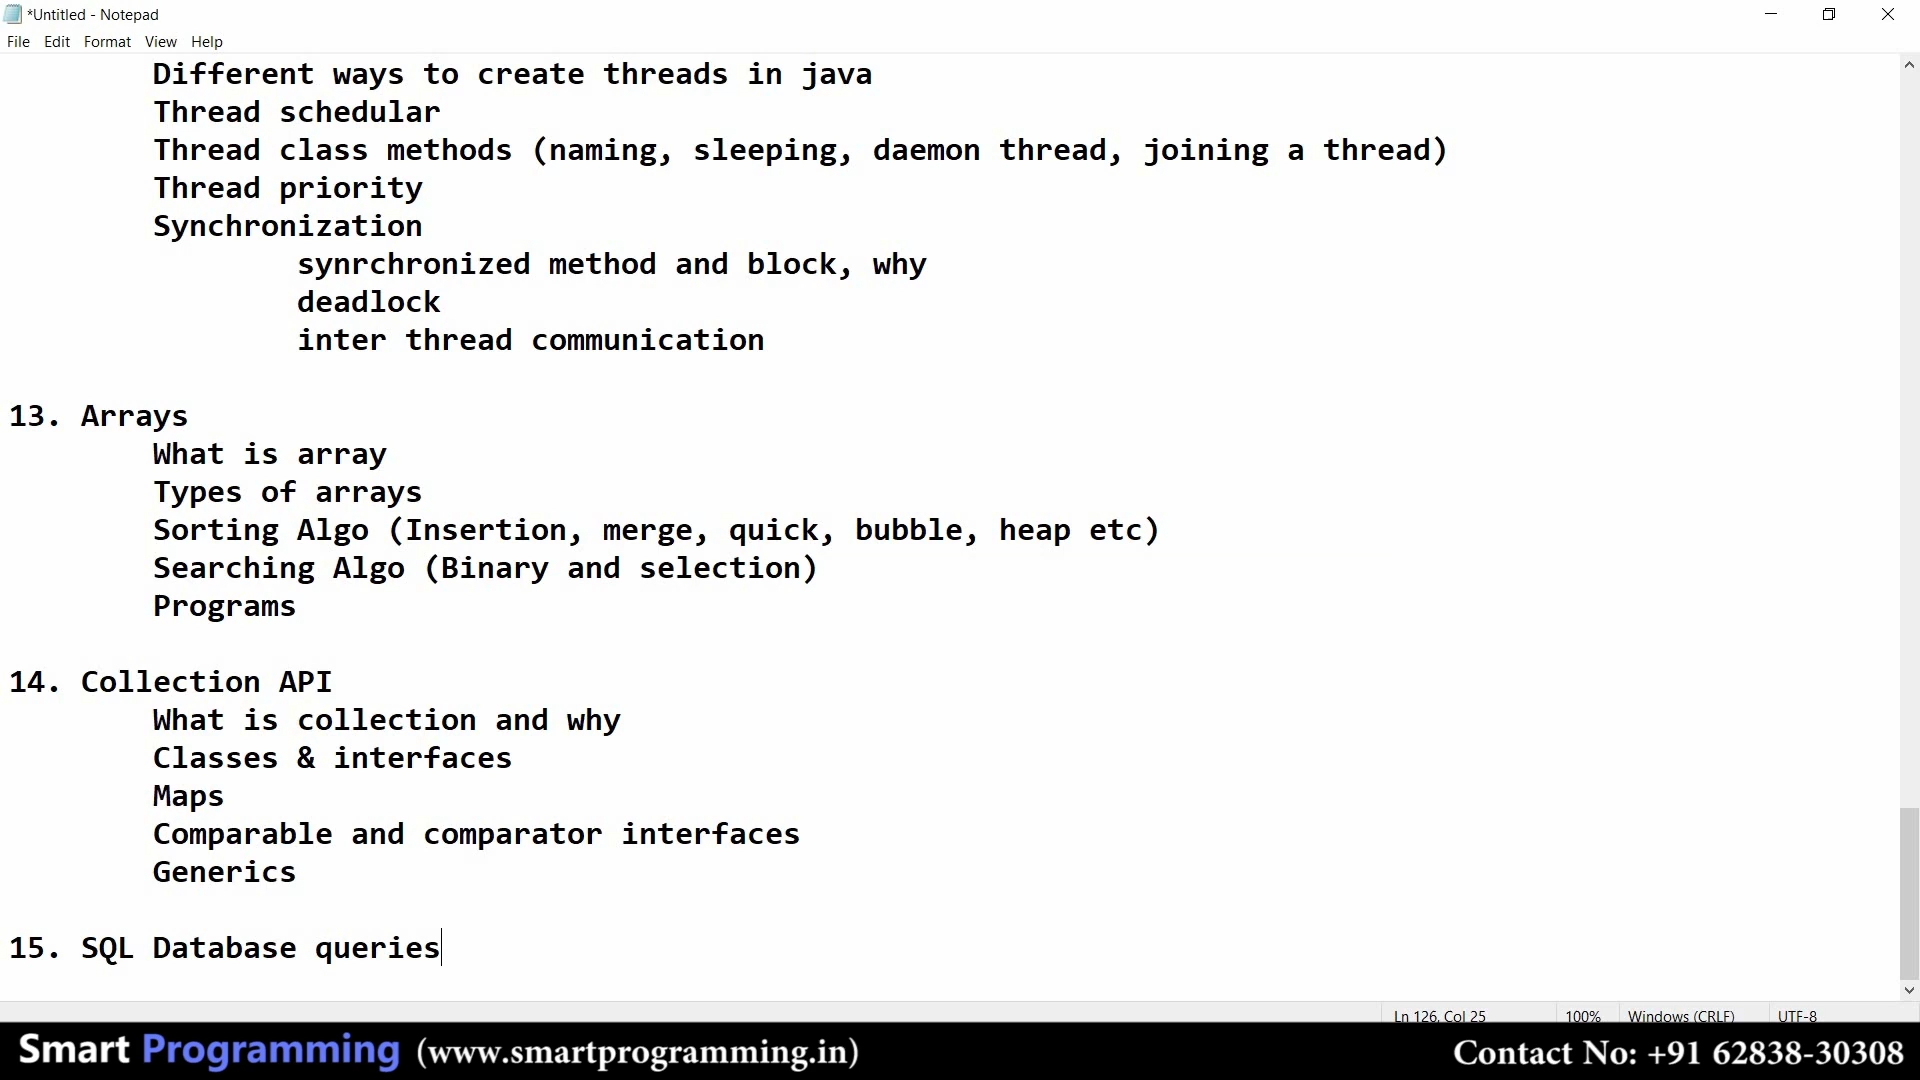 *Untitled - Notepad
File Edit Format View Help
Different ways to create threads in java
Thread schedular
Thread class methods (naming, sleeping, daemon thread, joining a thread)
Thread priority
Synchronization
synrchronized method and block, why
deadlock
inter thread communication
13. Arrays
What is array
Types of arrays
Sorting Algo (Insertion, merge, quick, bubble, heap etc)
Searching Algo (Binary and selection)
Programs
14. Collection API
What is collection and why
Classes & interfaces
Maps
Comparable and comparator interfaces
Generics
15. SQL Database queries
Ln 126, Col 25 100% Windows (CRLF) UTF-8
Smart Programming (www.smartprogramming.in) Contact No: +91 62838-30308